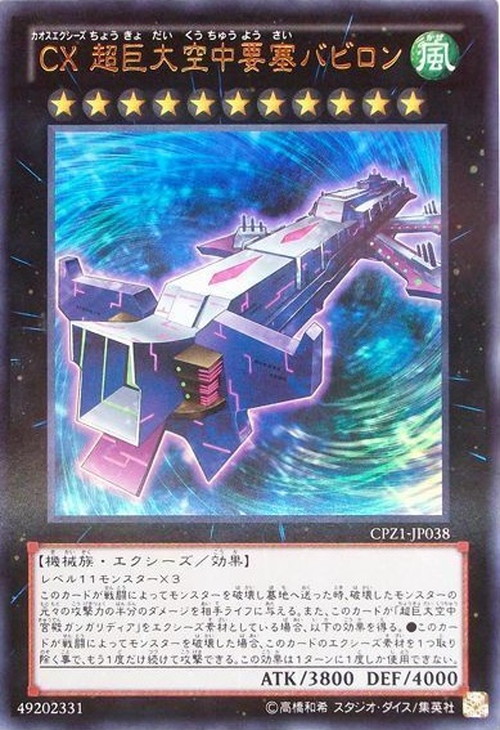 カオスエクシーズ ちょう きょ だい くう ちゅう よう さい
CX 超巨大空中要塞バビロン
かぜ
風
CPZ1-JP038
【機械族・エクシーズ/効果】
レベル11モンスター×3
このカードが戦闘によってモンスターを破壊し墓地へ送った時、破壊したモンスターの
元々の攻撃力の半分のダメージを相手ライフに与える。また、このカードが「超巨大空中
宮殿ガンガリディア」をエクシーズ素材としている場合、以下の効果を得る。●このカー
ドが戦闘によってモンスターを破壊した場合、このカードのエクシーズ素材を1つ取り
除く事で、もう1度だけ続けて攻撃できる。この効果は1ターンに1度しか使用できない。
ATK/3800 DEF/4000
49202331
©高橋和希 スタジオ・ダイス/集英社